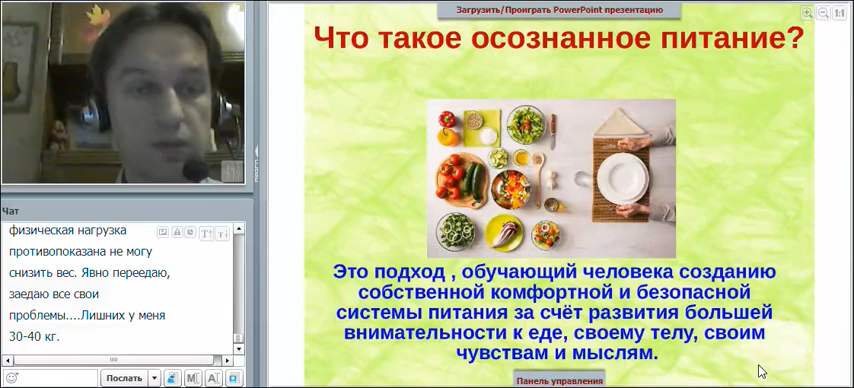 Загрузить/Проиграть PowerPoint презентацию
1:1
Что такое осознанное питание?
Это подход , обучающий человека созданию
собственной комфортной и безопасной
системы питания за счёт развития большей
внимательности к еде, своему телу, своим
чувствам и мыслям.
Панель управления
Чат
физическая нагрузка
противопоказана не могу
снизить вес. Явно переедаю,
заедаю все свои
проблемы....Лишних у меня
30-40 кг.
Послать